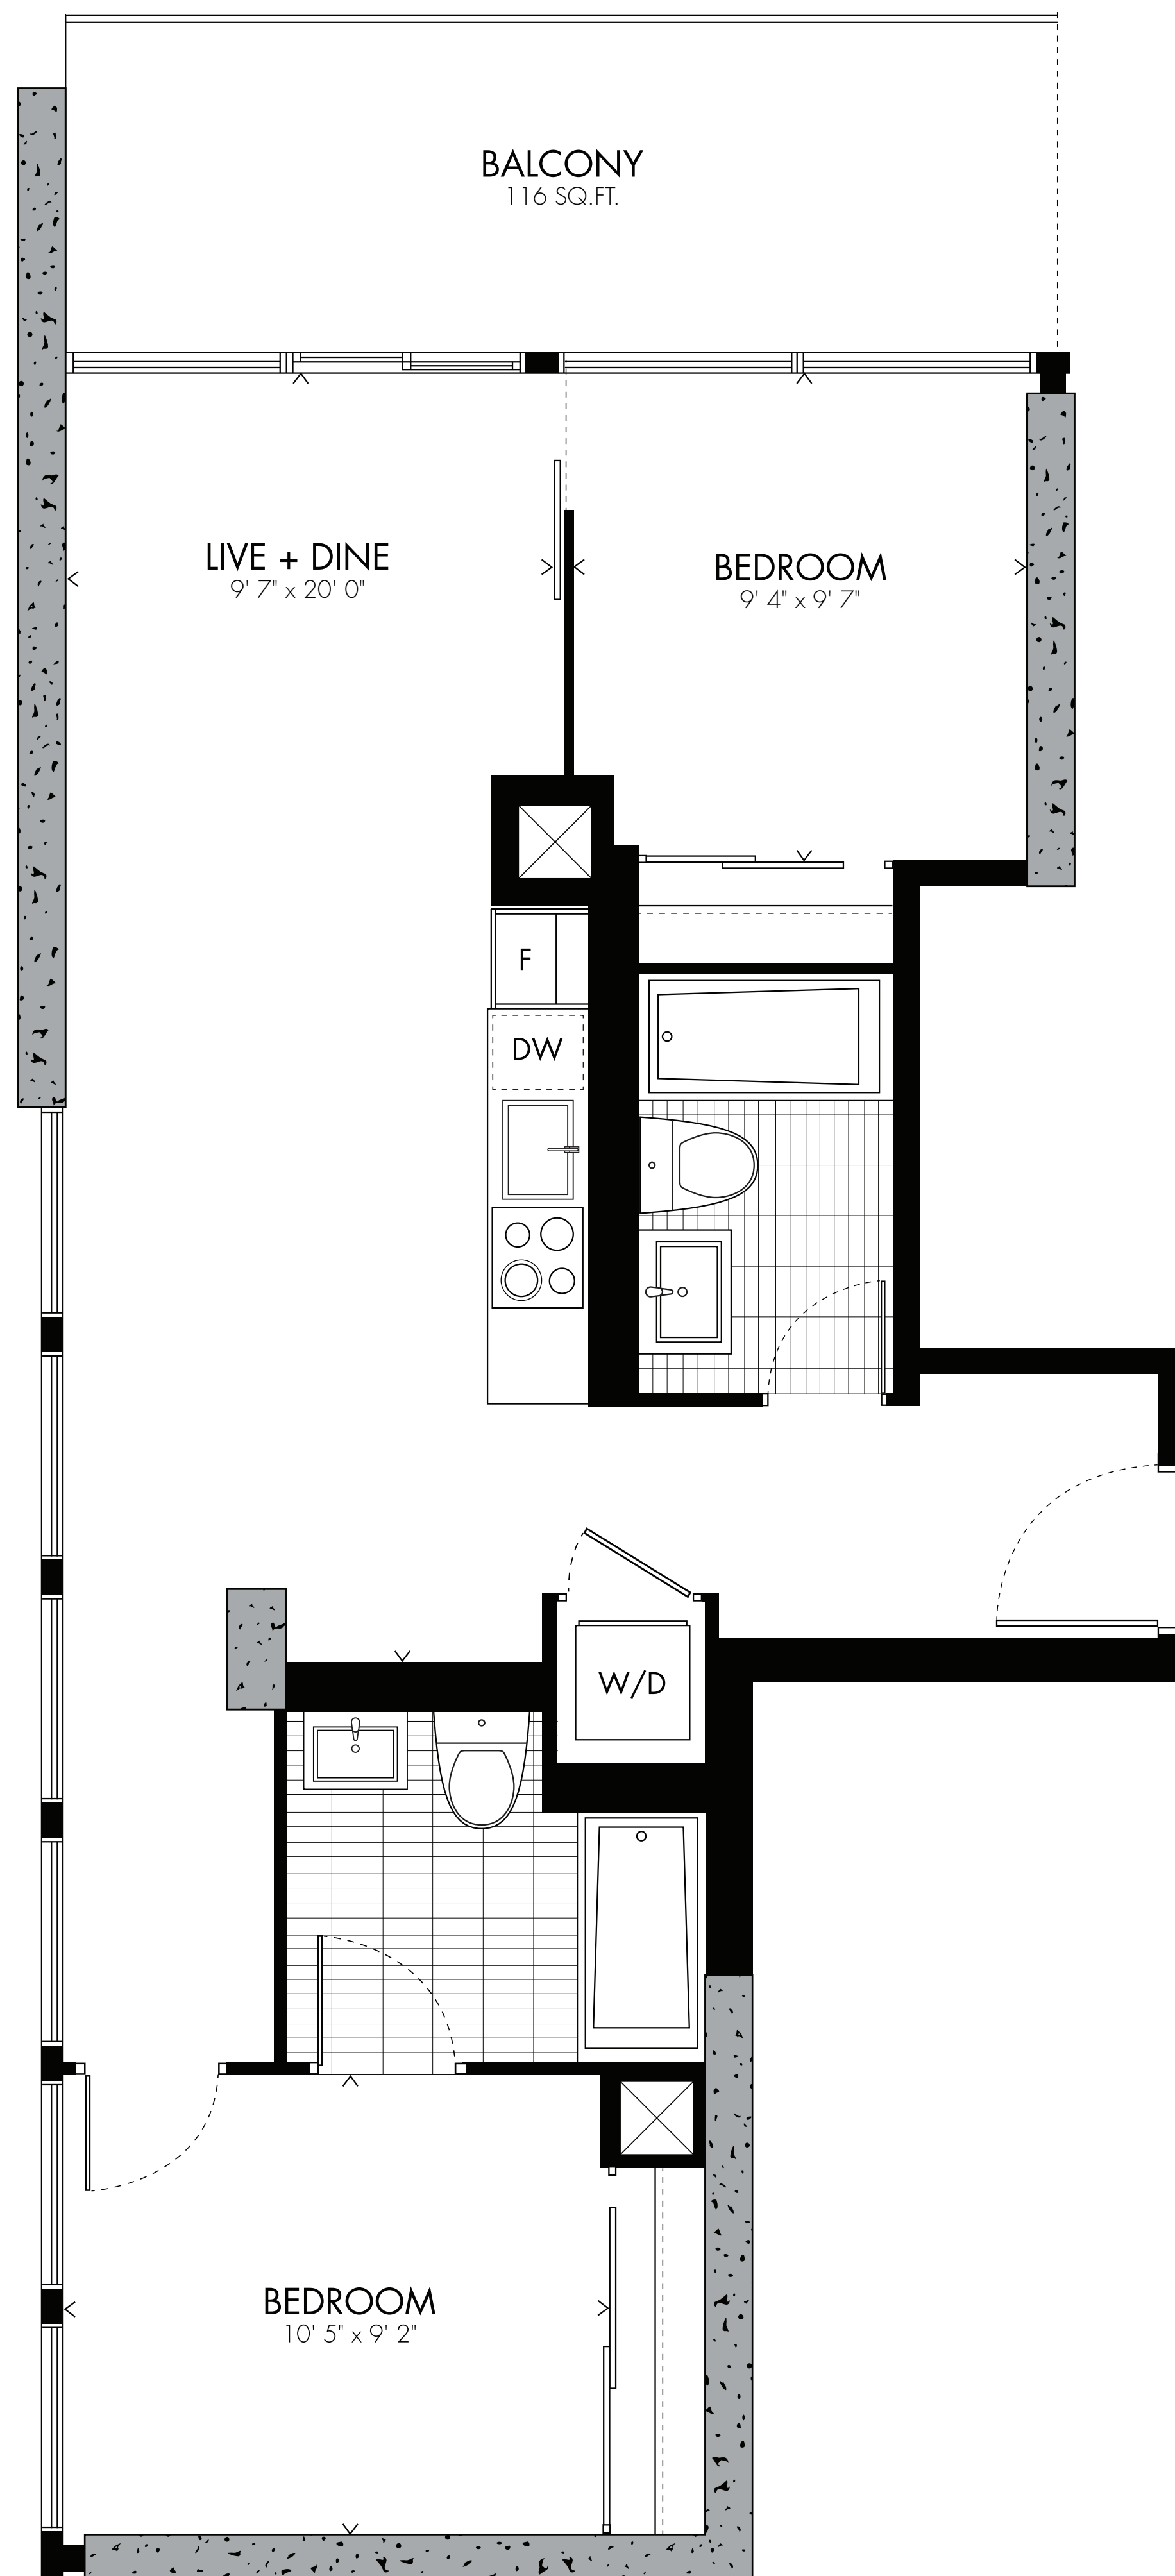 BALCONY
116 SQ.FT.
LIVE + DINE
9' 7" x 20' 0"
BEDROOM
9' 4" x 9' 7"
F
DW
W/D
BEDROOM
10' 5" x 9' 2"